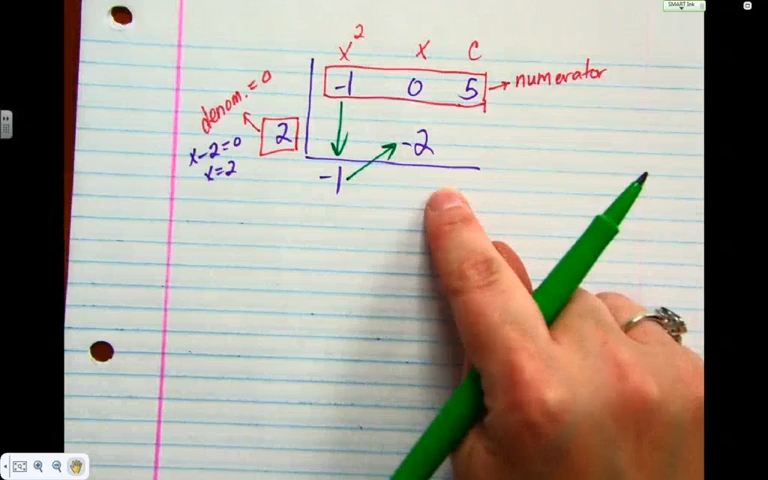 SMART Ink
x² x c
-1 0 5 → numerator
denom. = 0
2
-2
x-2=0
x=2
-1